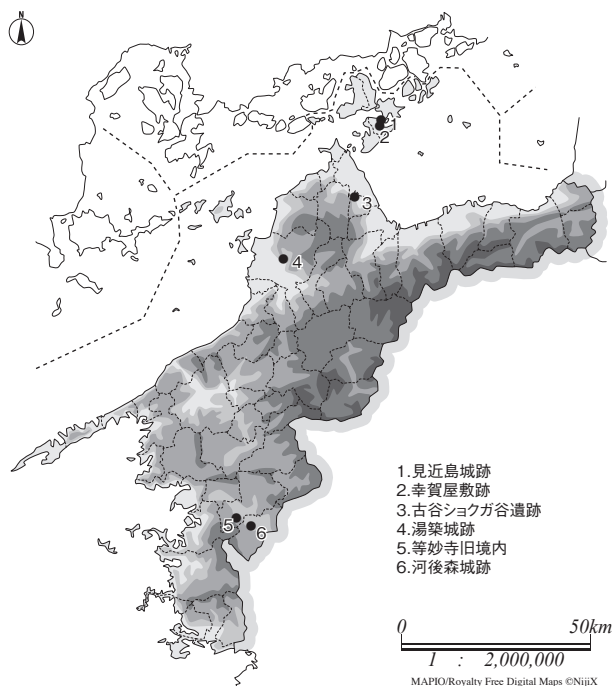 N
1
2
3
4
5
6
1.見近島城跡
2.幸賀屋敷跡
3.古谷ショクガ谷遺跡
4.湯築城跡
5.等妙寺旧境内
6.河後森城跡
0 50km
1 : 2,000,000
MAPIO/Royalty Free Digital Maps ©NijiX